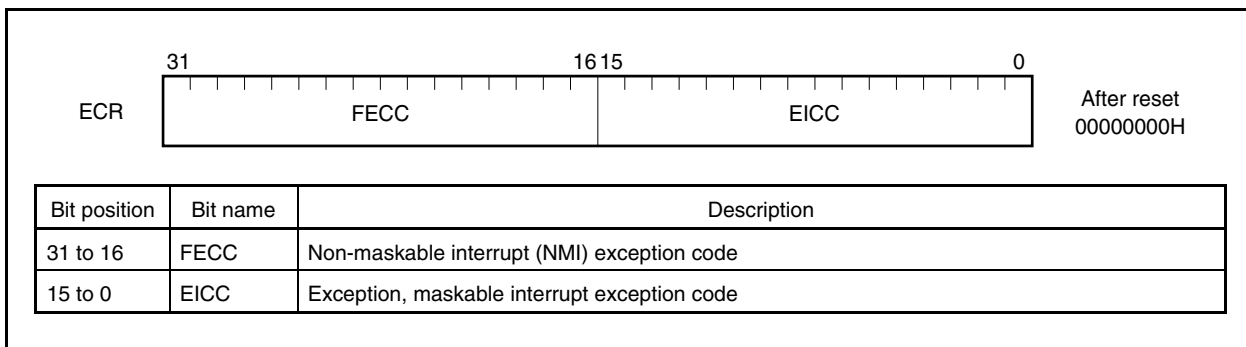 31 16 15 0
ECR FECC EICC After reset
00000000H
Bit position Bit name Description
31 to 16 FECC Non-maskable interrupt (NMI) exception code
15 to 0 EICC Exception, maskable interrupt exception code